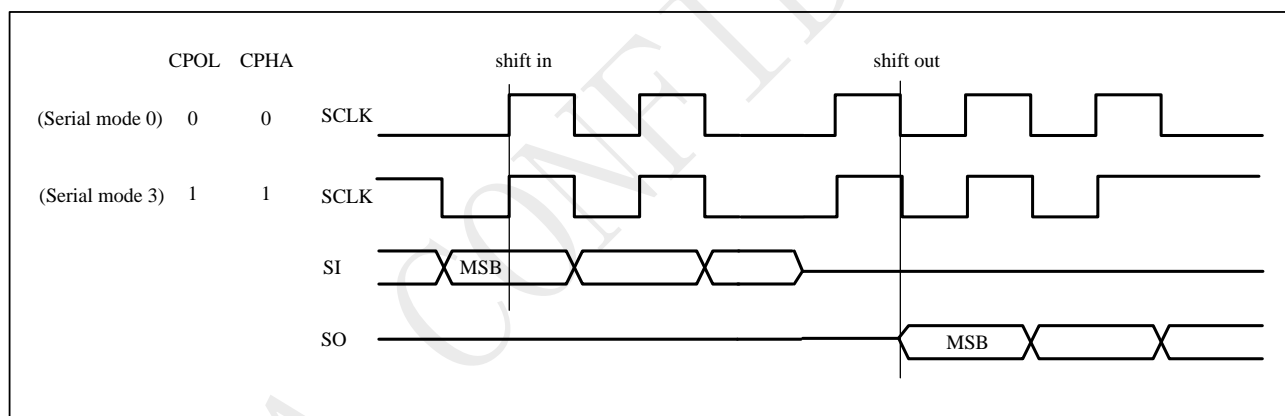 CPOL CPHA shift in shift out
(Serial mode 0) 0 0 SCLK
(Serial mode 3) 1 1 SCLK
SI MSB
SO MSB